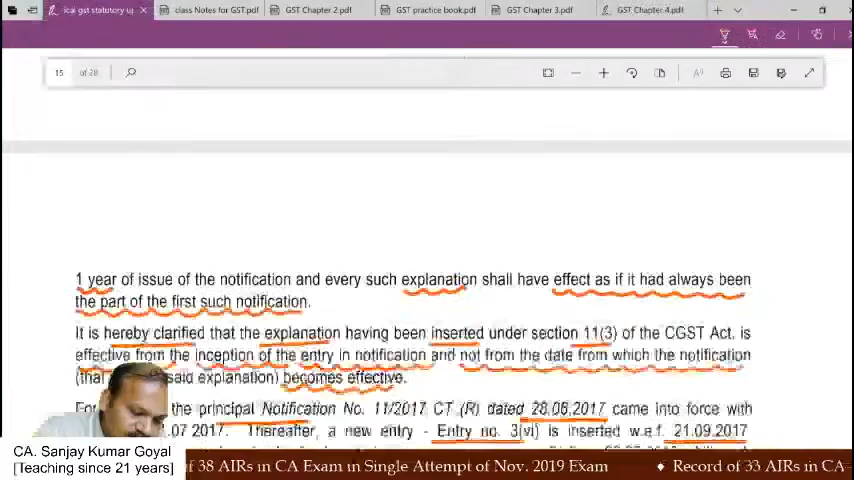 icai gst statutory up
class Notes for GST.pdf
GST Chapter 2.pdf
GST practice book.pdf
GST Chapter 3.pdf
GST Chapter 4.pdf
15 of 28
1 year of issue of the notification and every such explanation shall have effect as if it had always been
the part of the first such notification.
It is hereby clarified that the explanation having been inserted under section 11(3) of the CGST Act, is
effective from the inception of the entry in notification and not from the date from which the notification
said explanation) becomes effective.
the principal Notification No. 11/2017 CT (R) dated 28.06.2017 came into force with
.07 2017. Thereafter, a new entry - Entry no. 3(vi) is inserted w.e.f. 21.09.2017
CA. Sanjay Kumar Goyal
[Teaching since 21 years]
of 38 AIRs in CA Exam in Single Attempt of Nov. 2019 Exam ♦ Record of 33 AIRs in CA